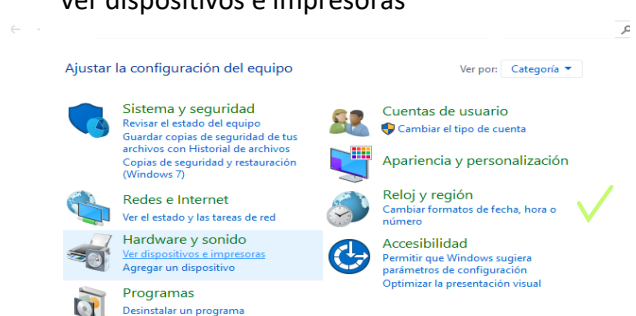 ver dispositivos e impresoras
Ajustar la configuración del equipo
Ver por: Categoría
Sistema y seguridad
Revisar el estado del equipo
Guardar copias de seguridad de tus
archivos con Historial de archivos
Copias de seguridad y restauración
(Windows 7)
Redes e Internet
Ver el estado y las tareas de red
Hardware y sonido
Ver dispositivos e impresoras
Agregar un dispositivo
Programas
Desinstalar un programa
Cuentas de usuario
Cambiar el tipo de cuenta
Apariencia y personalización
Reloj y región
Cambiar formatos de fecha, hora o
número
Accesibilidad
Permitir que Windows sugiera
parámetros de configuración
Optimizar la presentación visual